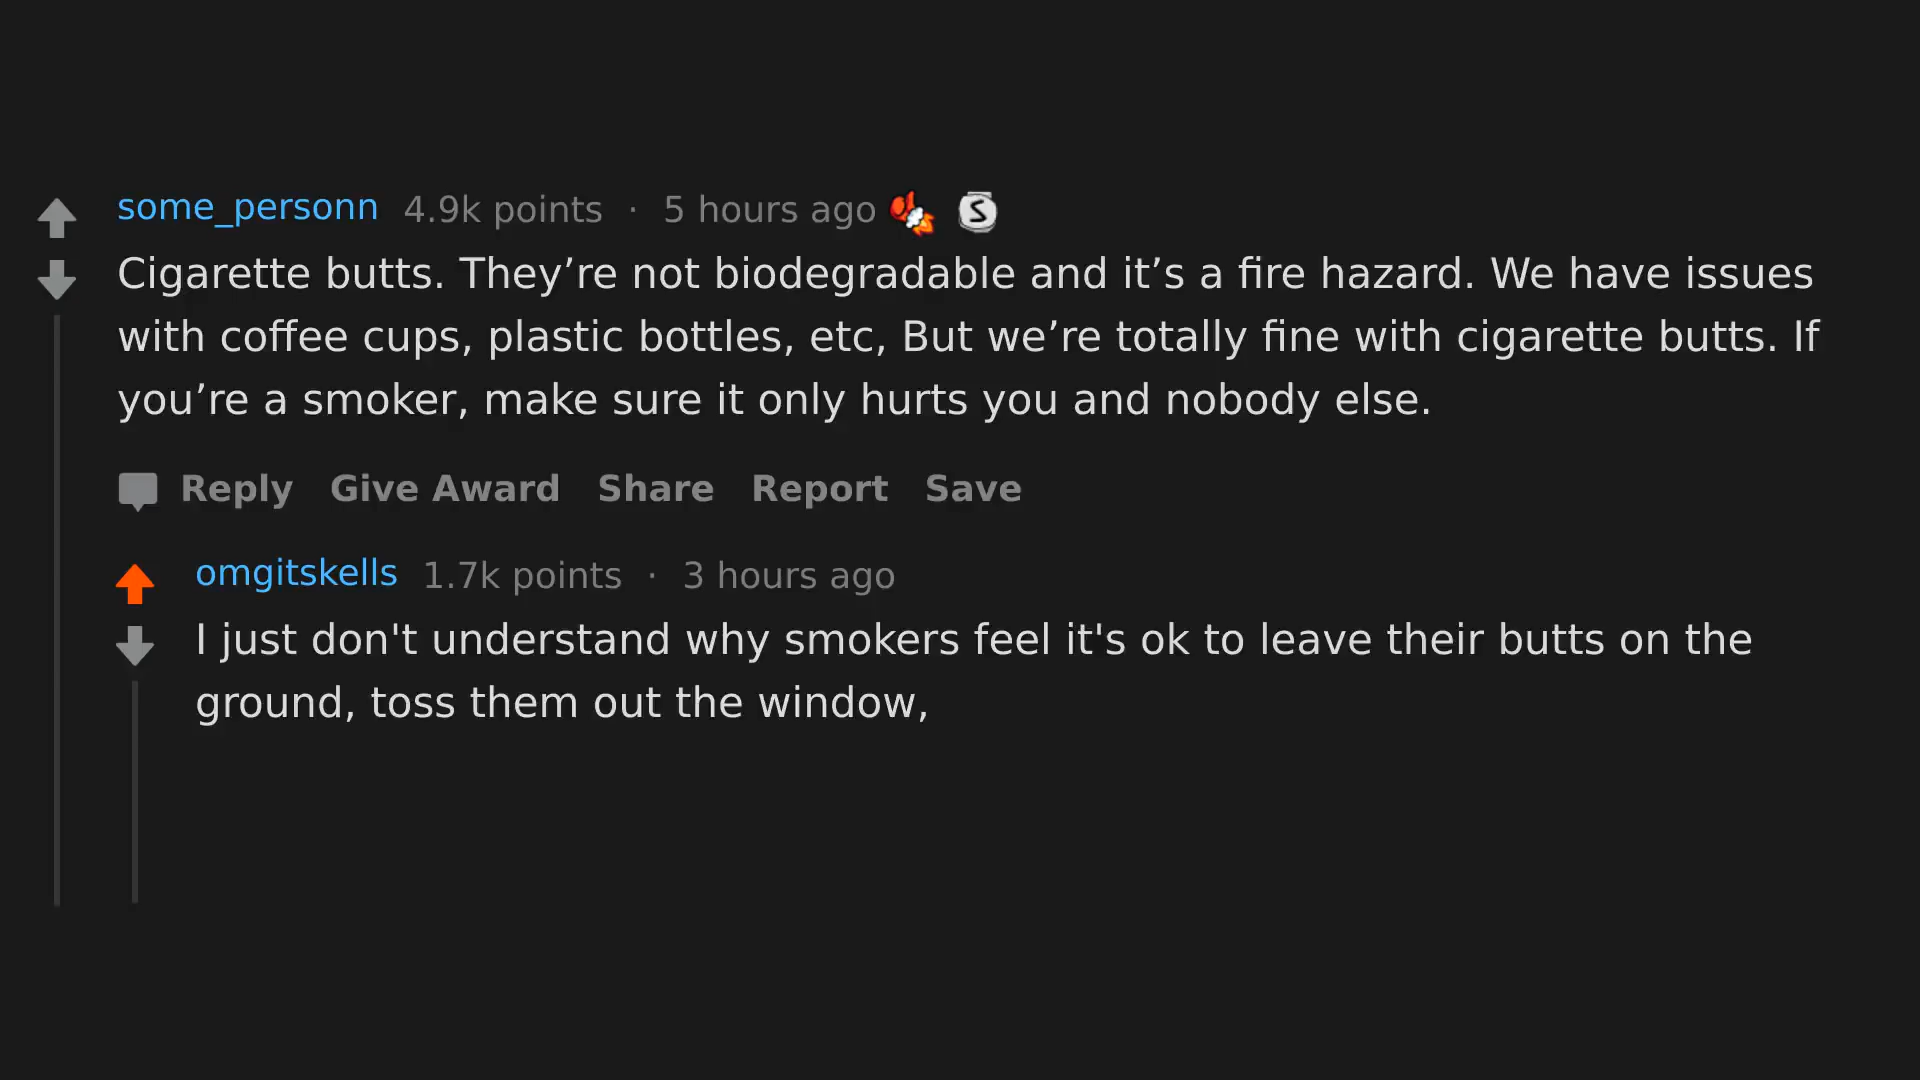 some_personn 4.9k points · 5 hours ago S
Cigarette butts. They’re not biodegradable and it’s a fire hazard. We have issues
with coffee cups, plastic bottles, etc, But we’re totally fine with cigarette butts. If
you’re a smoker, make sure it only hurts you and nobody else.
Reply Give Award Share Report Save
omgitskells 1.7k points · 3 hours ago
I just don't understand why smokers feel it's ok to leave their butts on the
ground, toss them out the window,